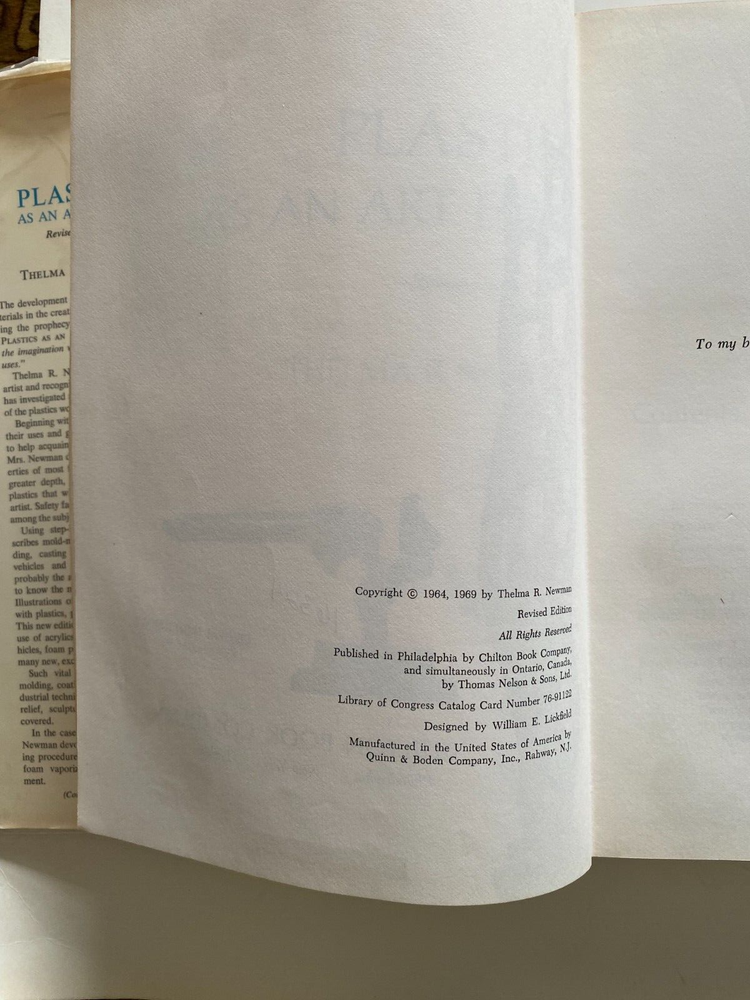 PLAS
AS AN A
Revise
THELMA
The development
terials in the creat
ing the prophecy
PLASTICS AS AN
the imagination
uses."
Thelma R. N
artist and recogn
has investigated
of the plastics wo
Beginning wit
their uses and p
to help acquain
Mrs. Newman d
erties of most
greater depth,
plastics that w
artist. Safety fa
among the subj
Using step-
scribes mold-m
ding, casting
vehicles and
probably the s
to know the n
Illustrations o
with plastics, p
This new editi
use of acrylics
hicles, foam p
many new, exc
Such vital
molding, coat
dustrial techni
relief, sculpt
covered.
In the case
Newman deve
ing procedure
foam vapori
ment.
(Co
Copyright © 1964, 1969 by Thelma R. Newman
Revised Edition
All Rights Reserved
Published in Philadelphia by Chilton Book Company,
and simultaneously in Ontario, Canada,
by Thomas Nelson & Sons, Ltd.
Library of Congress Catalog Card Number 76-91122
Designed by William E. Lickfield
Manufactured in the United States of America by
Quinn & Boden Company, Inc., Rahway, N.J.
To my b